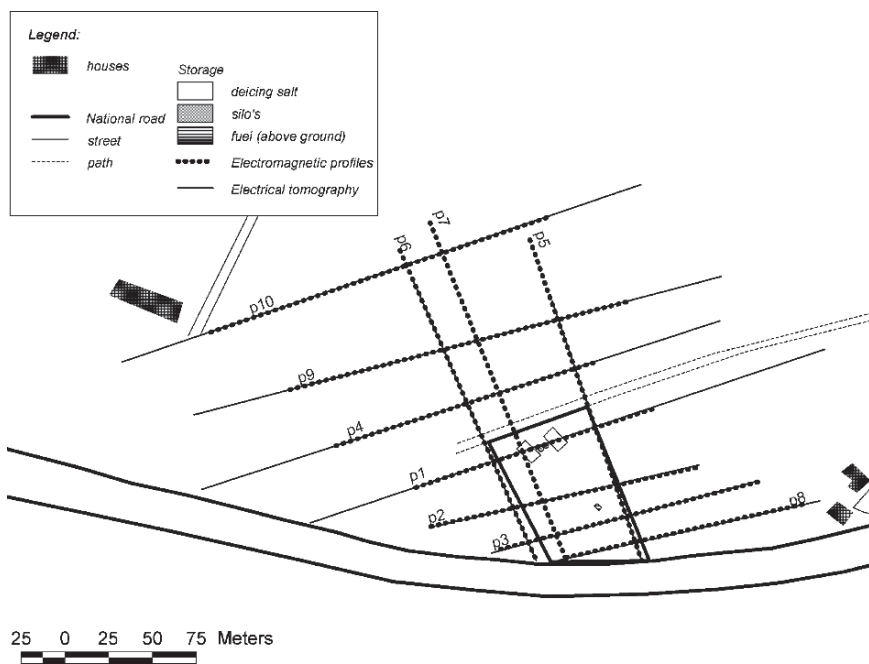 Legend:
houses
Storage
deicing salt
silo's
National road
fuel (above ground)
street
path
Electromagnetic profiles
Electrical tomography
p7
p6
p5
p10
p9
p4
p1
p2
p3
p8
25 0 25 50 75 Meters